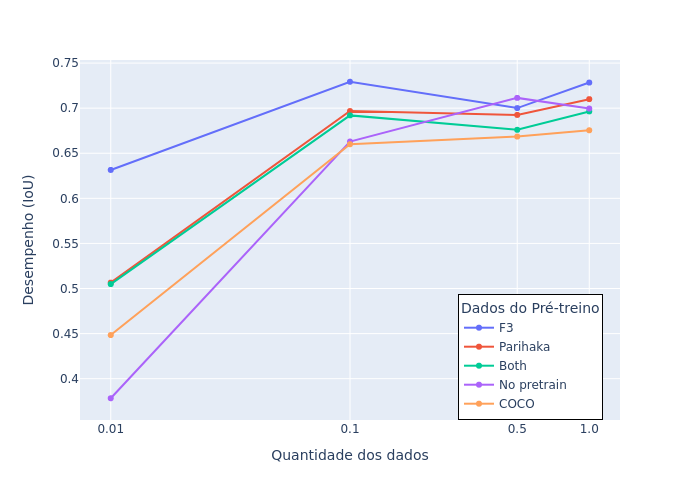 0.75
0.7
0.65
0.6
0.55
0.5
0.45
0.4
Desempenho (IoU)
0.01
0.1
0.5
1.0
Quantidade dos dados
Dados do Pré-treino
F3
Parihaka
Both
No pretrain
COCO